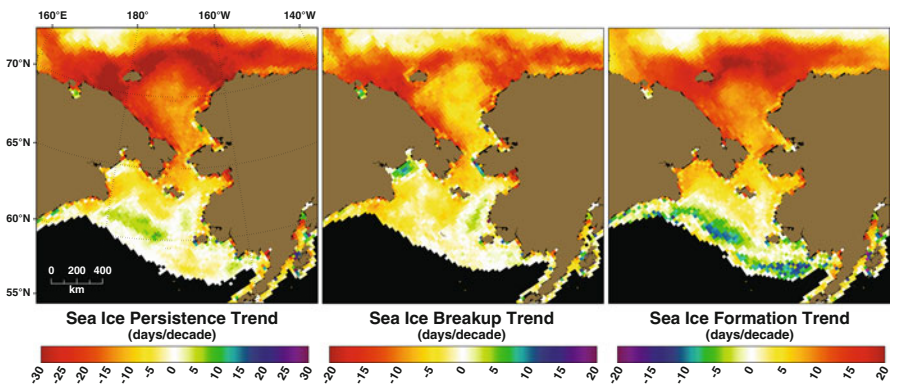 160°E 180° 160°W 140°W
70°N
65°N
60°N
55°N
0 200 400
km
Sea Ice Persistence Trend
(days/decade)
-30 -25 -20 -15 -10 -5 0 5 10 15 20 25 30
Sea Ice Breakup Trend
(days/decade)
-20 -15 -10 -5 0 5 10 15 20
Sea Ice Formation Trend
(days/decade)
-20 -15 -10 -5 0 5 10 15 20